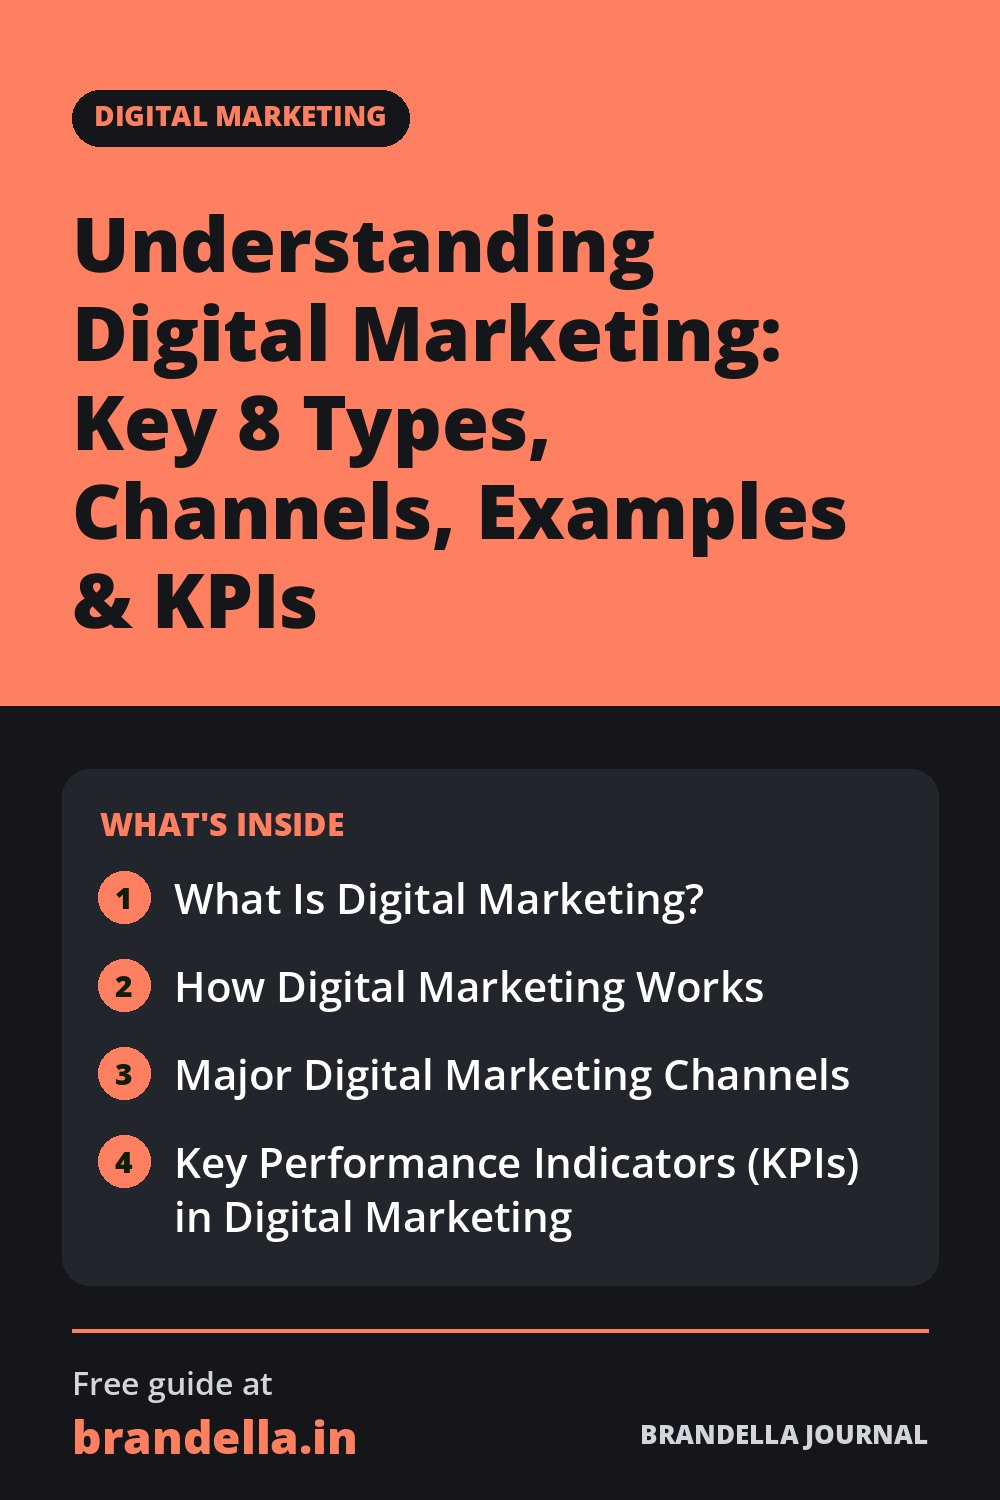 DIGITAL MARKETING
Understanding
Digital Marketing:
Key 8 Types,
Channels, Examples
& KPIs
WHAT'S INSIDE
1 What Is Digital Marketing?
2 How Digital Marketing Works
3 Major Digital Marketing Channels
4 Key Performance Indicators (KPIs)
in Digital Marketing
Free guide at
brandella.in
BRANDELLA JOURNAL